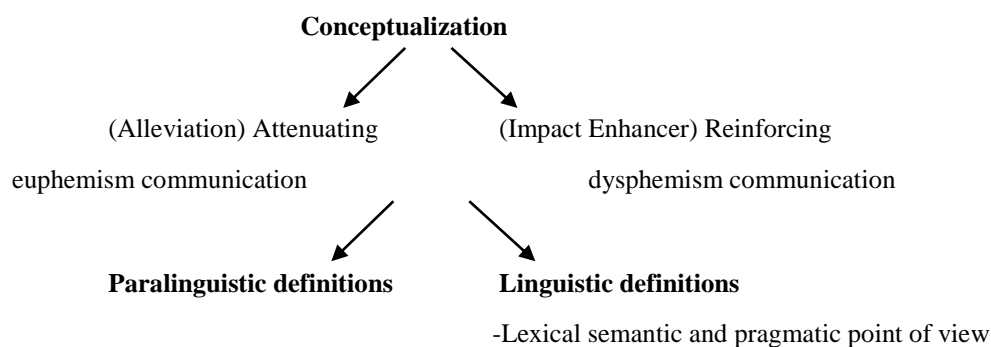 Conceptualization
(Alleviation) Attenuating (Impact Enhancer) Reinforcing
euphemism communication dysphemism communication
Paralinguistic definitions Linguistic definitions
-Lexical semantic and pragmatic point of view